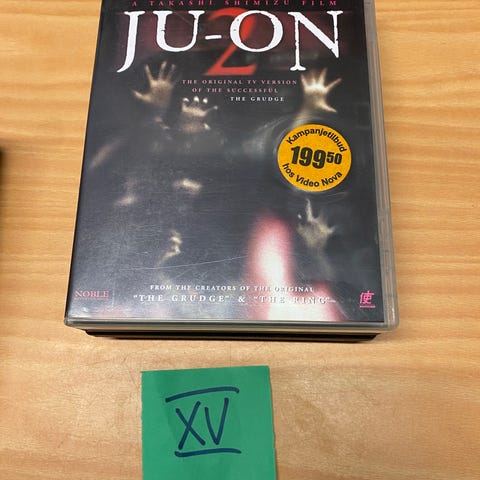 A TAKASHI SHIMIZU FILM
JU-ON
2
THE ORIGINAL TV VERSION
OF THE SUCCESSFUL
THE GRUDGE
Kampanjetilbud
199 50
hos Video Nova
FROM THE CREATORS OF THE ORIGINAL
"THE GRUDGE" & "THE RING"
NOBLE
使
XV